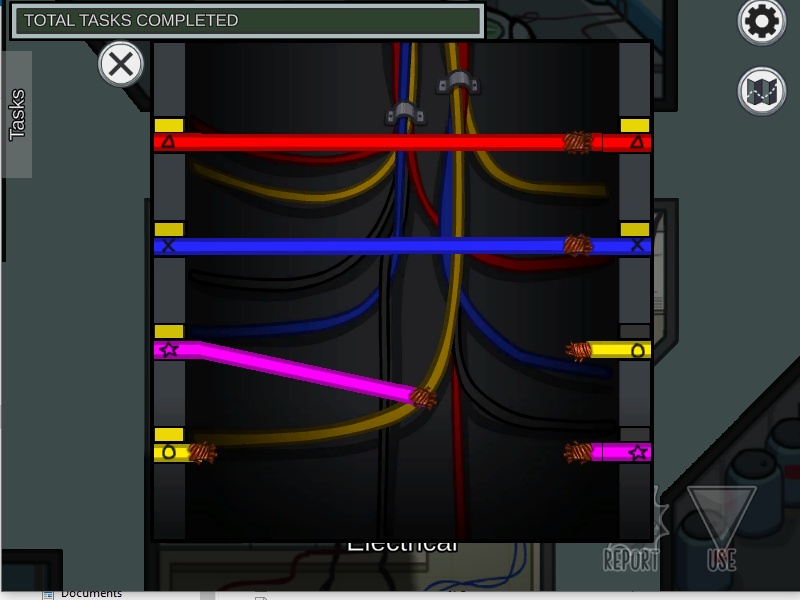 TOTAL TASKS COMPLETED
Tasks
Electrical
REPORT
USE
Documents